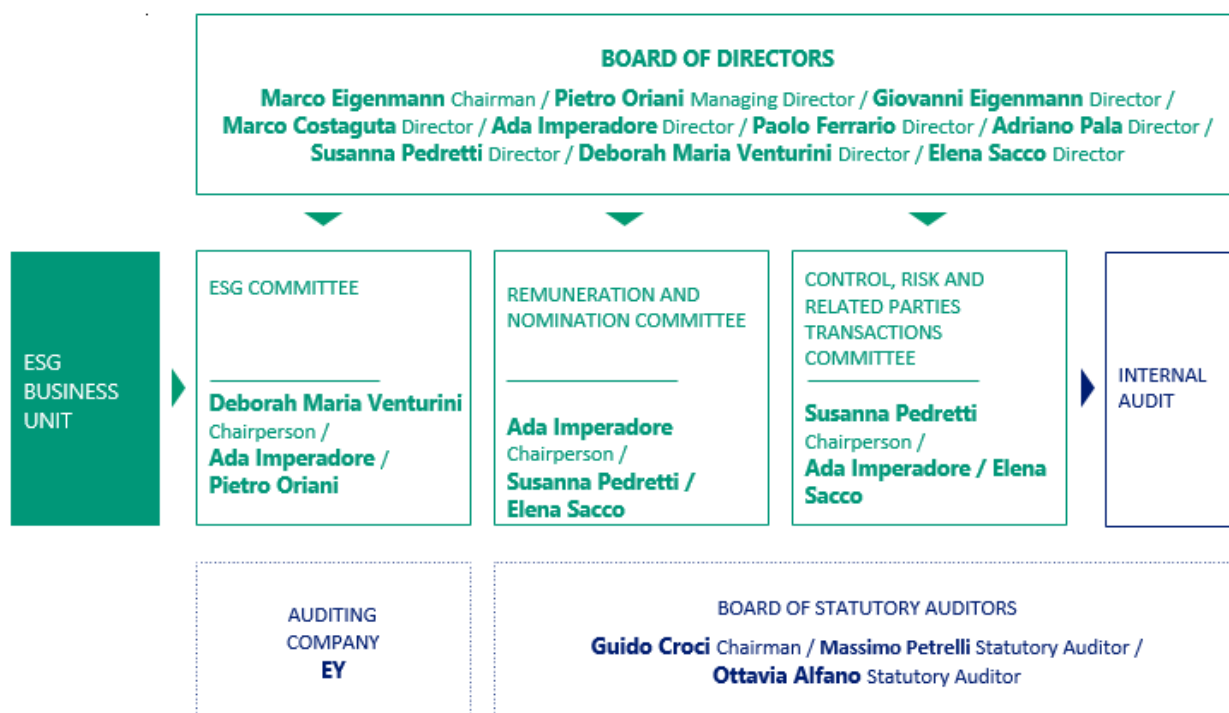 BOARD OF DIRECTORS
Marco Eigenmann Chairman / Pietro Oriani Managing Director / Giovanni Eigenmann Director /
Marco Costaguta Director / Ada Imperadore Director / Paolo Ferrario Director / Adriano Pala Director /
Susanna Pedretti Director / Deborah Maria Venturini Director / Elena Sacco Director
ESG
BUSINESS
UNIT
ESG COMMITTEE
Deborah Maria Venturini
Chairperson /
Ada Imperadore /
Pietro Oriani
REMUNERATION AND
NOMINATION COMMITTEE
Ada Imperadore
Chairperson /
Susanna Pedretti /
Elena Sacco
CONTROL, RISK AND
RELATED PARTIES
TRANSACTIONS
COMMITTEE
Susanna Pedretti
Chairperson /
Ada Imperadore / Elena
Sacco
INTERNAL
AUDIT
AUDITING
COMPANY
EY
BOARD OF STATUTORY AUDITORS
Guido Croci Chairman / Massimo Petrelli Statutory Auditor /
Ottavia Alfano Statutory Auditor